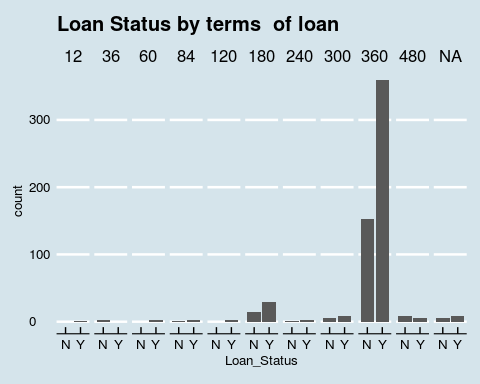 Loan Status by terms  of loan
12 36 60 84 120 180 240 300 360 480 NA
300
200
100
0
count
N Y N Y N Y N Y N Y N Y N Y N Y N Y N Y N Y
Loan_Status